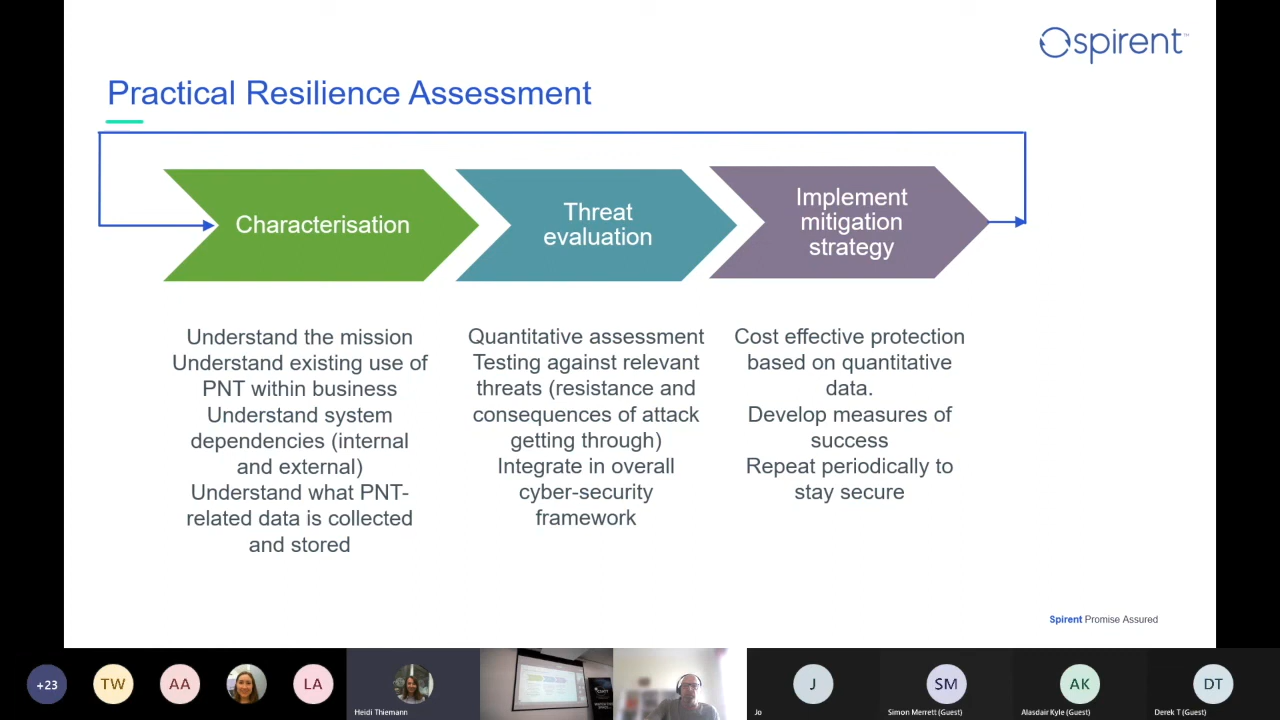 spirent™
Practical Resilience Assessment
Characterisation
Threat
evaluation
Implement
mitigation
strategy
Understand the mission
Understand existing use of
PNT within business
Understand system
dependencies (internal
and external)
Understand what PNT-
related data is collected
and stored
Quantitative assessment
Testing against relevant
threats (resistance and
consequences of attack
getting through)
Integrate in overall
cyber-security
framework
Cost effective protection
based on quantitative
data.
Develop measures of
success
Repeat periodically to
stay secure
Spirent Promise Assured
+23
TW
AA
LA
Heidi Thiemann
J
Jo
SM
Simon Merrett (Guest)
AK
Alasdair Kyle (Guest)
DT
Derek T (Guest)